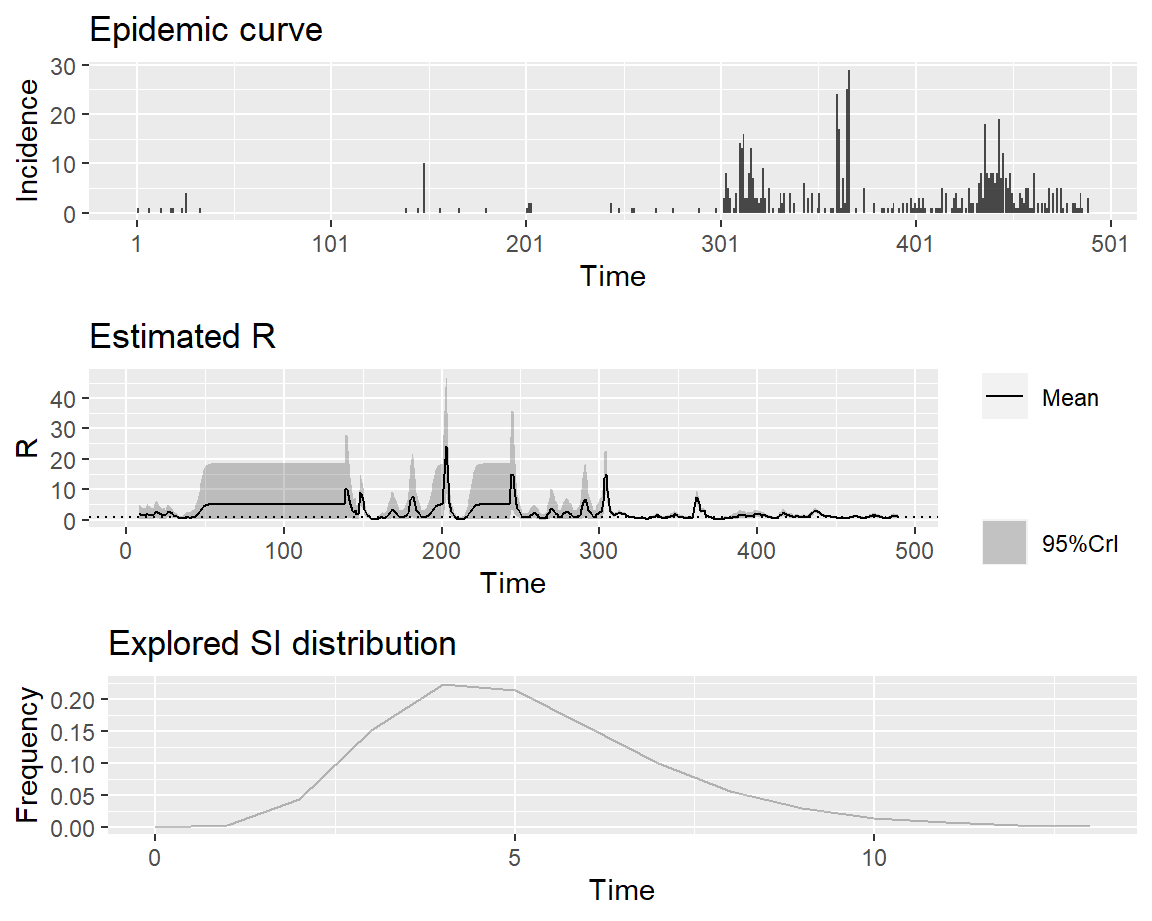 Epidemic curve
Incidence
30
20
10
0
1 101 201 301 401 501
Time
Estimated R
R
40
30
20
10
0
0 100 200 300 400 500
Time
Mean
95%CrI
Explored SI distribution
Frequency
0.20
0.15
0.10
0.05
0.00
0 5 10
Time